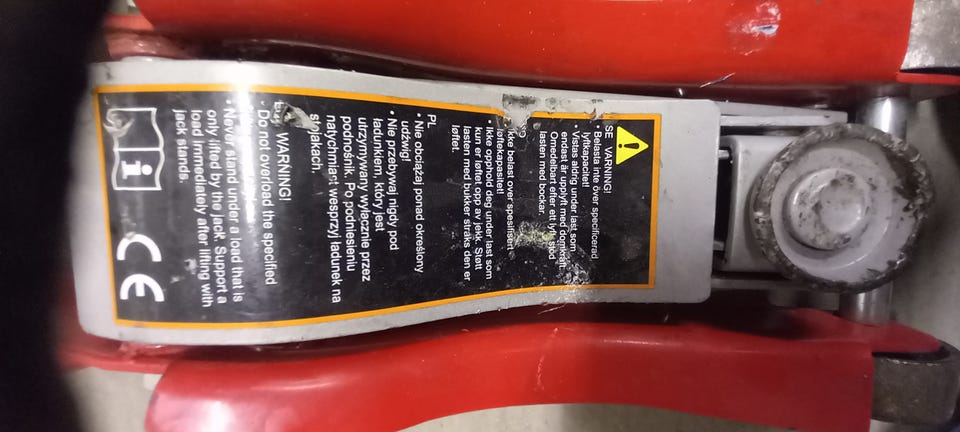 SE VARNING!
• Belasta inte över specificerad
lyftkapacitet!
Vistas aldrig under last som
endast är upplyft med domkraft.
Omedelbart efter ett lyft stöd
lasten med bockar.
Ikke belast over spesifisert
løftekapasitet!
• Ikke opphold deg under last som
kun er løftet opp av jekk. Støtt
lasten med bukker straks den er
løftet.
PL
• Nie obciążaj ponad określony
udźwig!
• Nie przebywaj nigdy pod
ładunkiem, który jest
utrzymywany wyłącznie przez
podnośnik. Po podniesieniu
natychmiast wesprzyj ładunek na
stojakach.
WARNING!
• Do not overload the specified
• Never stand under a load that is
only lifted by the jack. Support a
load immediately after lifting with
jack stands.
CE